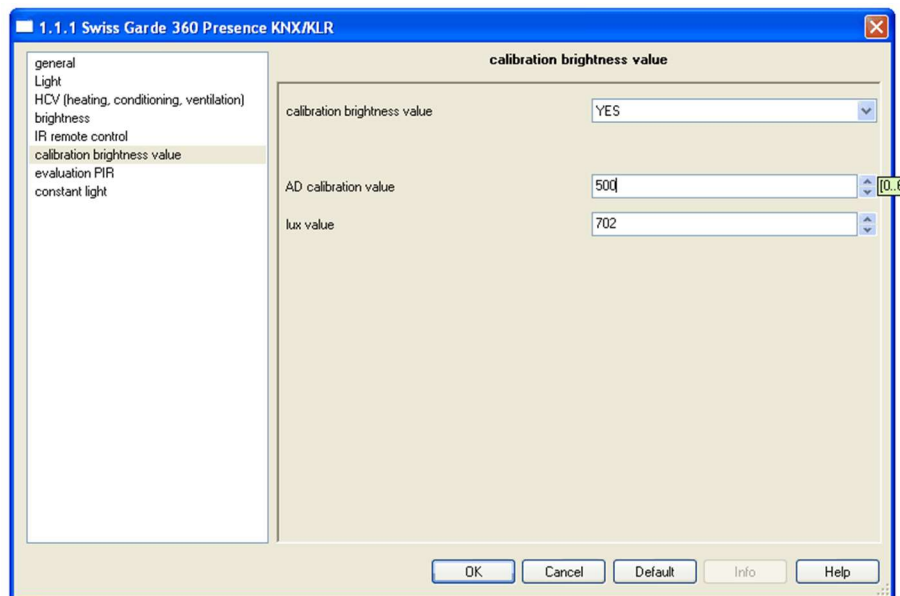 1.1.1 Swiss Garde 360 Presence KNX/KLR
general
Light
HCV (heating, conditioning, ventilation)
brightness
IR remote control
calibration brightness value
evaluation PIR
constant light
calibration brightness value
calibration brightness value YES
AD calibration value 500
lux value 702
OK Cancel Default Info Help